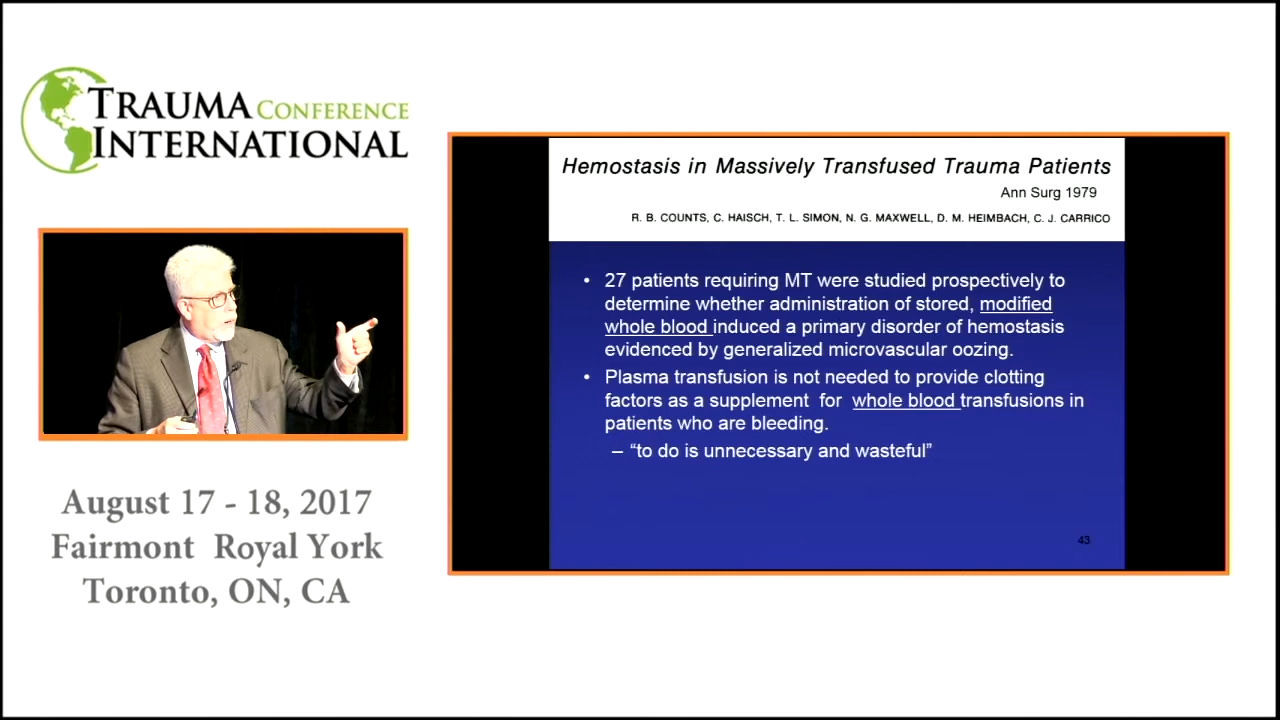 TRAUMA CONFERENCE
INTERNATIONAL
August 17 - 18, 2017
Fairmont Royal York
Toronto, ON, CA
Hemostasis in Massively Transfused Trauma Patients
Ann Surg 1979
R. B. COUNTS, C. HAISCH, T. L. SIMON, N. G. MAXWELL, D. M. HEIMBACH, C. J. CARRICO
• 27 patients requiring MT were studied prospectively to
determine whether administration of stored, modified
whole blood induced a primary disorder of hemostasis
evidenced by generalized microvascular oozing.
• Plasma transfusion is not needed to provide clotting
factors as a supplement for whole blood transfusions in
patients who are bleeding.
– “to do is unnecessary and wasteful”
43